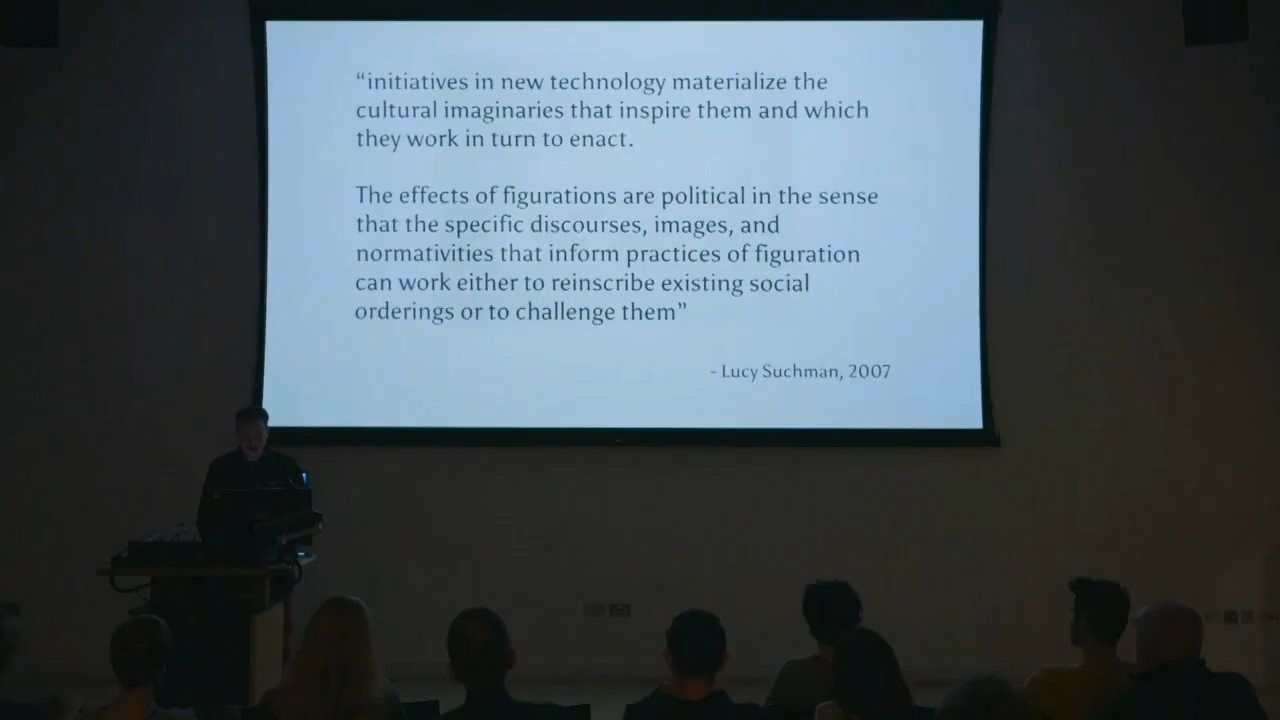 “initiatives in new technology materialize the
cultural imaginaries that inspire them and which
they work in turn to enact.
The effects of figurations are political in the sense
that the specific discourses, images, and
normativities that inform practices of figuration
can work either to reinscribe existing social
orderings or to challenge them”
- Lucy Suchman, 2007